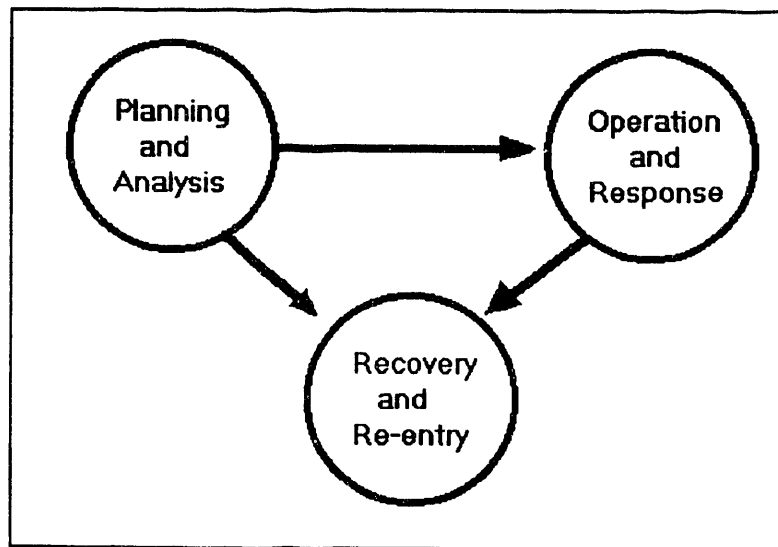 Planning
and
Analysis
Operation
and
Response
Recovery
and
Re-entry